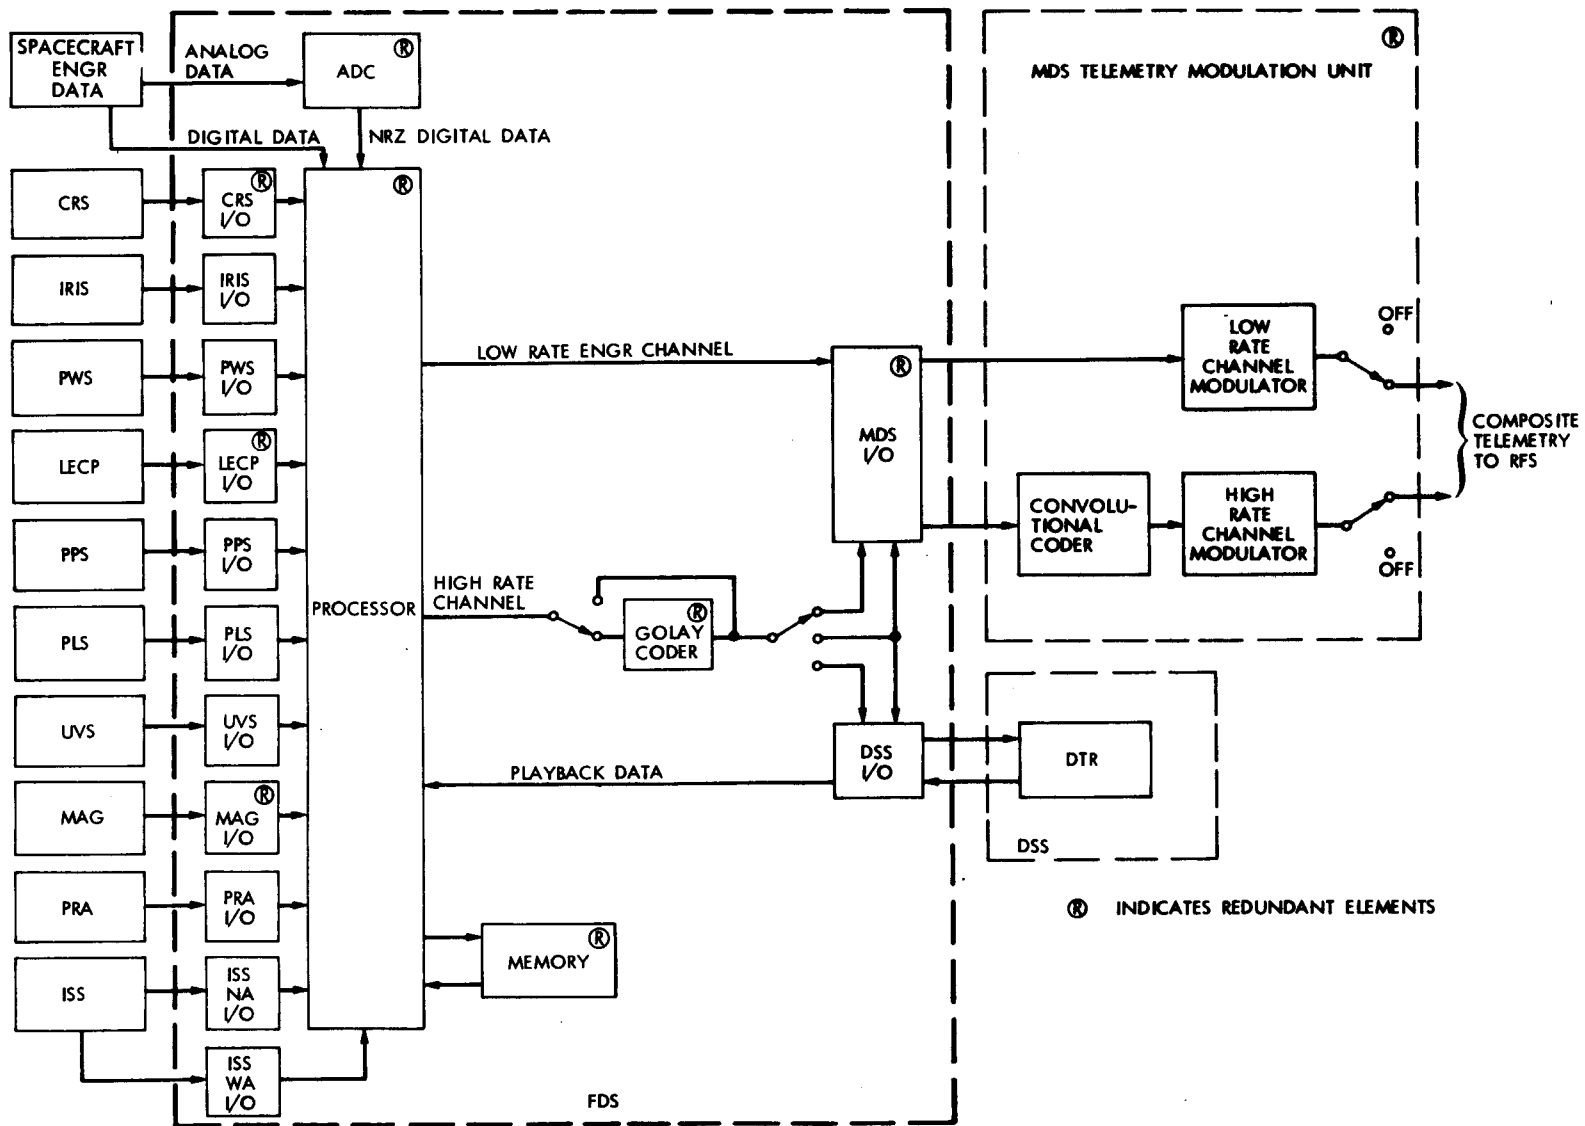 SPACECRAFT
ENGR
DATA
ANALOG
DATA
ADC
Ⓡ
DIGITAL DATA
NRZ DIGITAL DATA
CRS
CRS
I/O
Ⓡ
IRIS
IRIS
I/O
PWS
PWS
I/O
LECP
LECP
I/O
Ⓡ
PPS
PPS
I/O
PLS
PLS
I/O
UVS
UVS
I/O
MAG
MAG
I/O
Ⓡ
PRA
PRA
I/O
ISS
ISS
NA
I/O
ISS
WA
I/O
PROCESSOR
Ⓡ
LOW RATE ENGR CHANNEL
HIGH RATE
CHANNEL
GOLAY
CODER
Ⓡ
PLAYBACK DATA
MEMORY
Ⓡ
MDS
I/O
Ⓡ
DSS
I/O
FDS
MDS TELEMETRY MODULATION UNIT
Ⓡ
LOW
RATE
CHANNEL
MODULATOR
OFF
CONVOLU-
TIONAL
CODER
HIGH
RATE
CHANNEL
MODULATOR
OFF
COMPOSITE
TELEMETRY
TO RFS
DTR
DSS
Ⓡ INDICATES REDUNDANT ELEMENTS